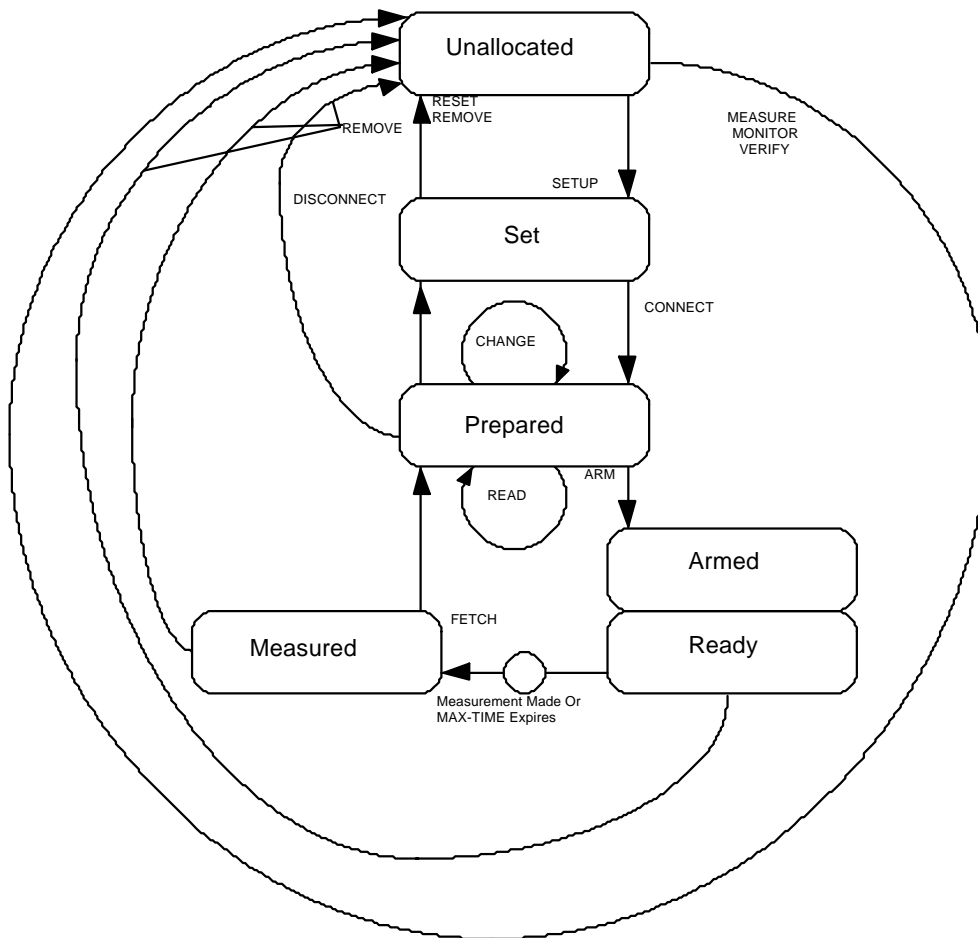 Unallocated
RESET
REMOVE
REMOVE
MEASURE
MONITOR
VERIFY
SETUP
DISCONNECT
Set
CONNECT
CHANGE
Prepared
ARM
READ
Armed
FETCH
Measured
Ready
Measurement Made Or
MAX-TIME Expires